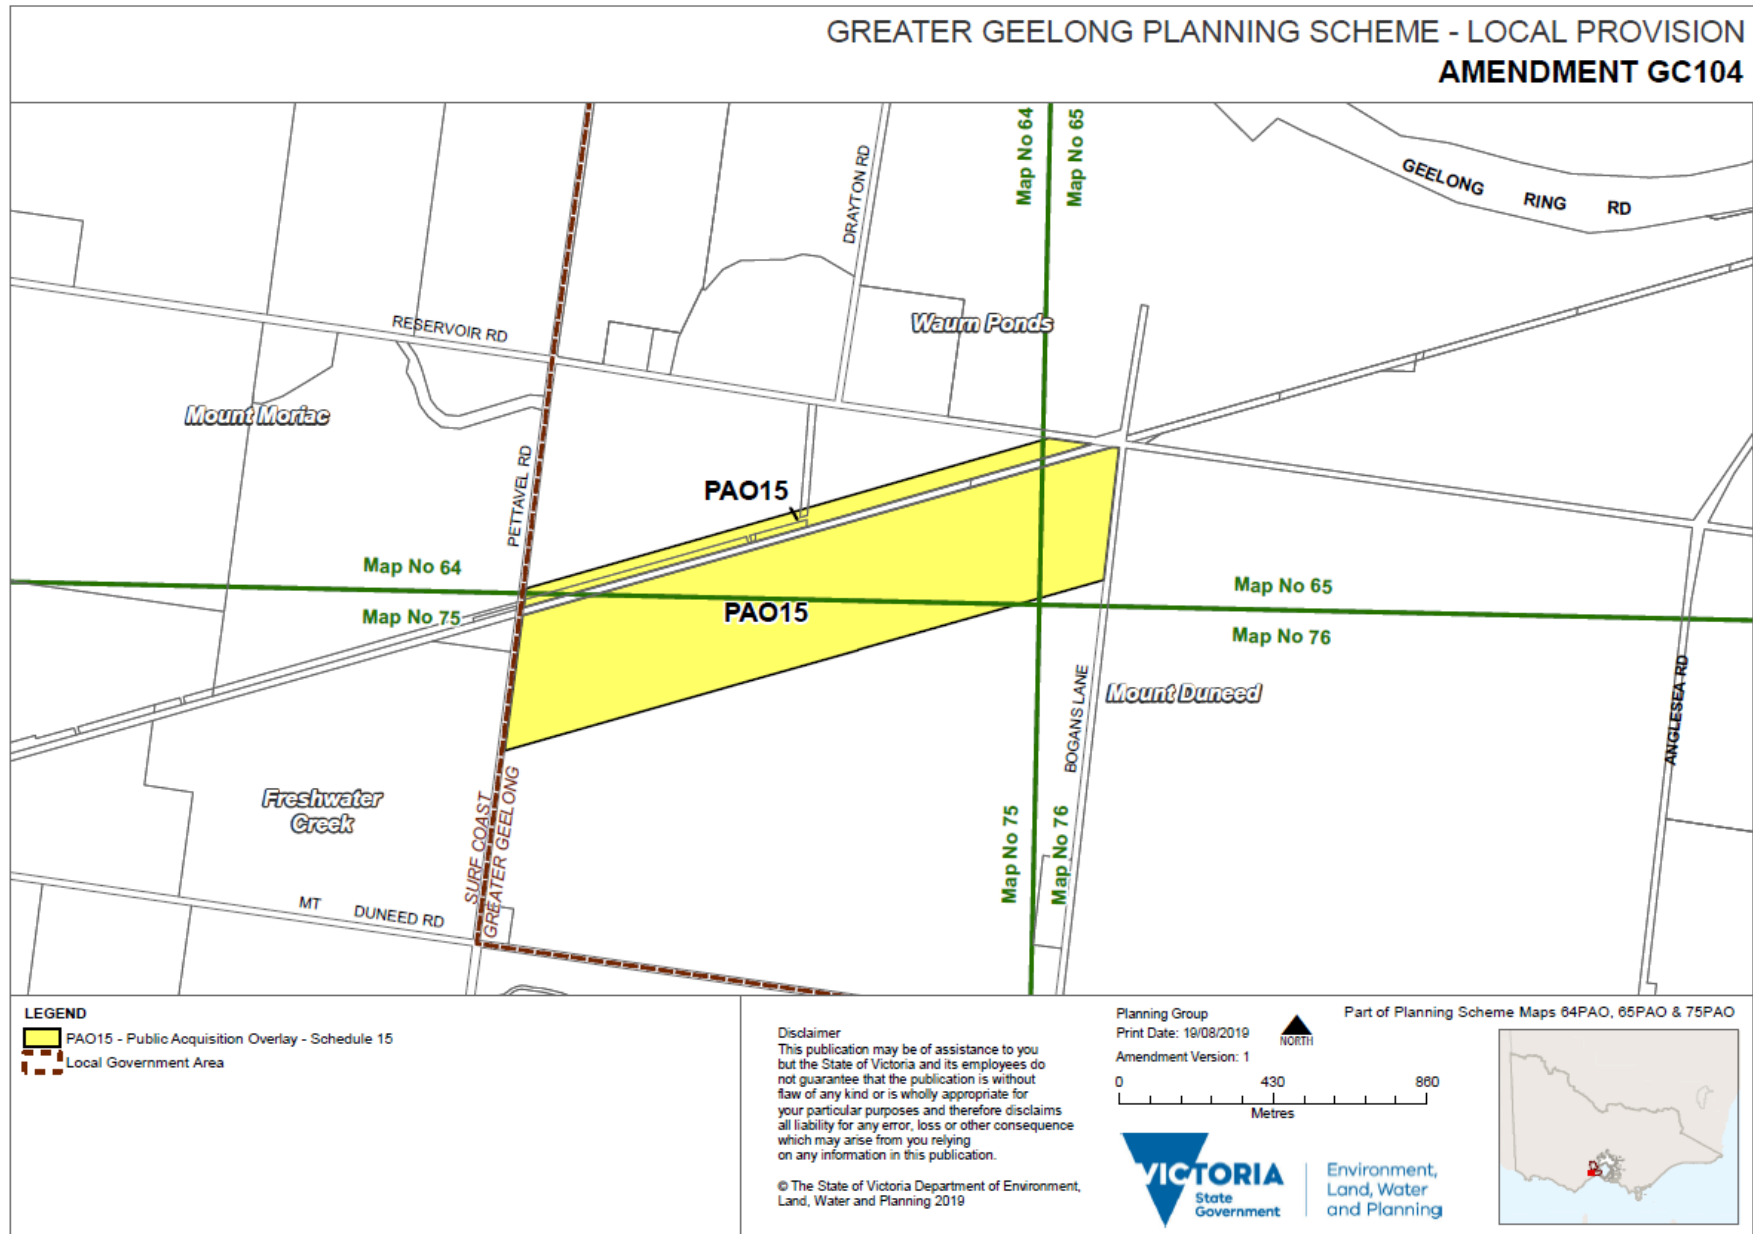 GREATER GEELONG PLANNING SCHEME - LOCAL PROVISION
AMENDMENT GC104
Map No 64
Map No 65
DRAYTON RD
GEELONG RING RD
RESERVOIR RD
Waurn Ponds
Mount Moriac
PETTAVEL RD
PAO15
Map No 64
Map No 75
PAO15
Map No 65
Map No 76
BOGANS LANE
Mount Duneed
ANGLESEA RD
Freshwater
Creek
SURF COAST
GREATER GEELONG
Map No 75
Map No 76
MT DUNEED RD
LEGEND
PAO15 - Public Acquisition Overlay - Schedule 15
Local Government Area
Disclaimer
This publication may be of assistance to you
but the State of Victoria and its employees do
not guarantee that the publication is without
flaw of any kind or is wholly appropriate for
your particular purposes and therefore disclaims
all liability for any error, loss or other consequence
which may arise from you relying
on any information in this publication.
© The State of Victoria Department of Environment,
Land, Water and Planning 2019
Planning Group
Print Date: 19/08/2019
Amendment Version: 1
NORTH
0 430 860
Metres
VICTORIA
State
Government
Environment,
Land, Water
and Planning
Part of Planning Scheme Maps 64PAO, 65PAO & 75PAO